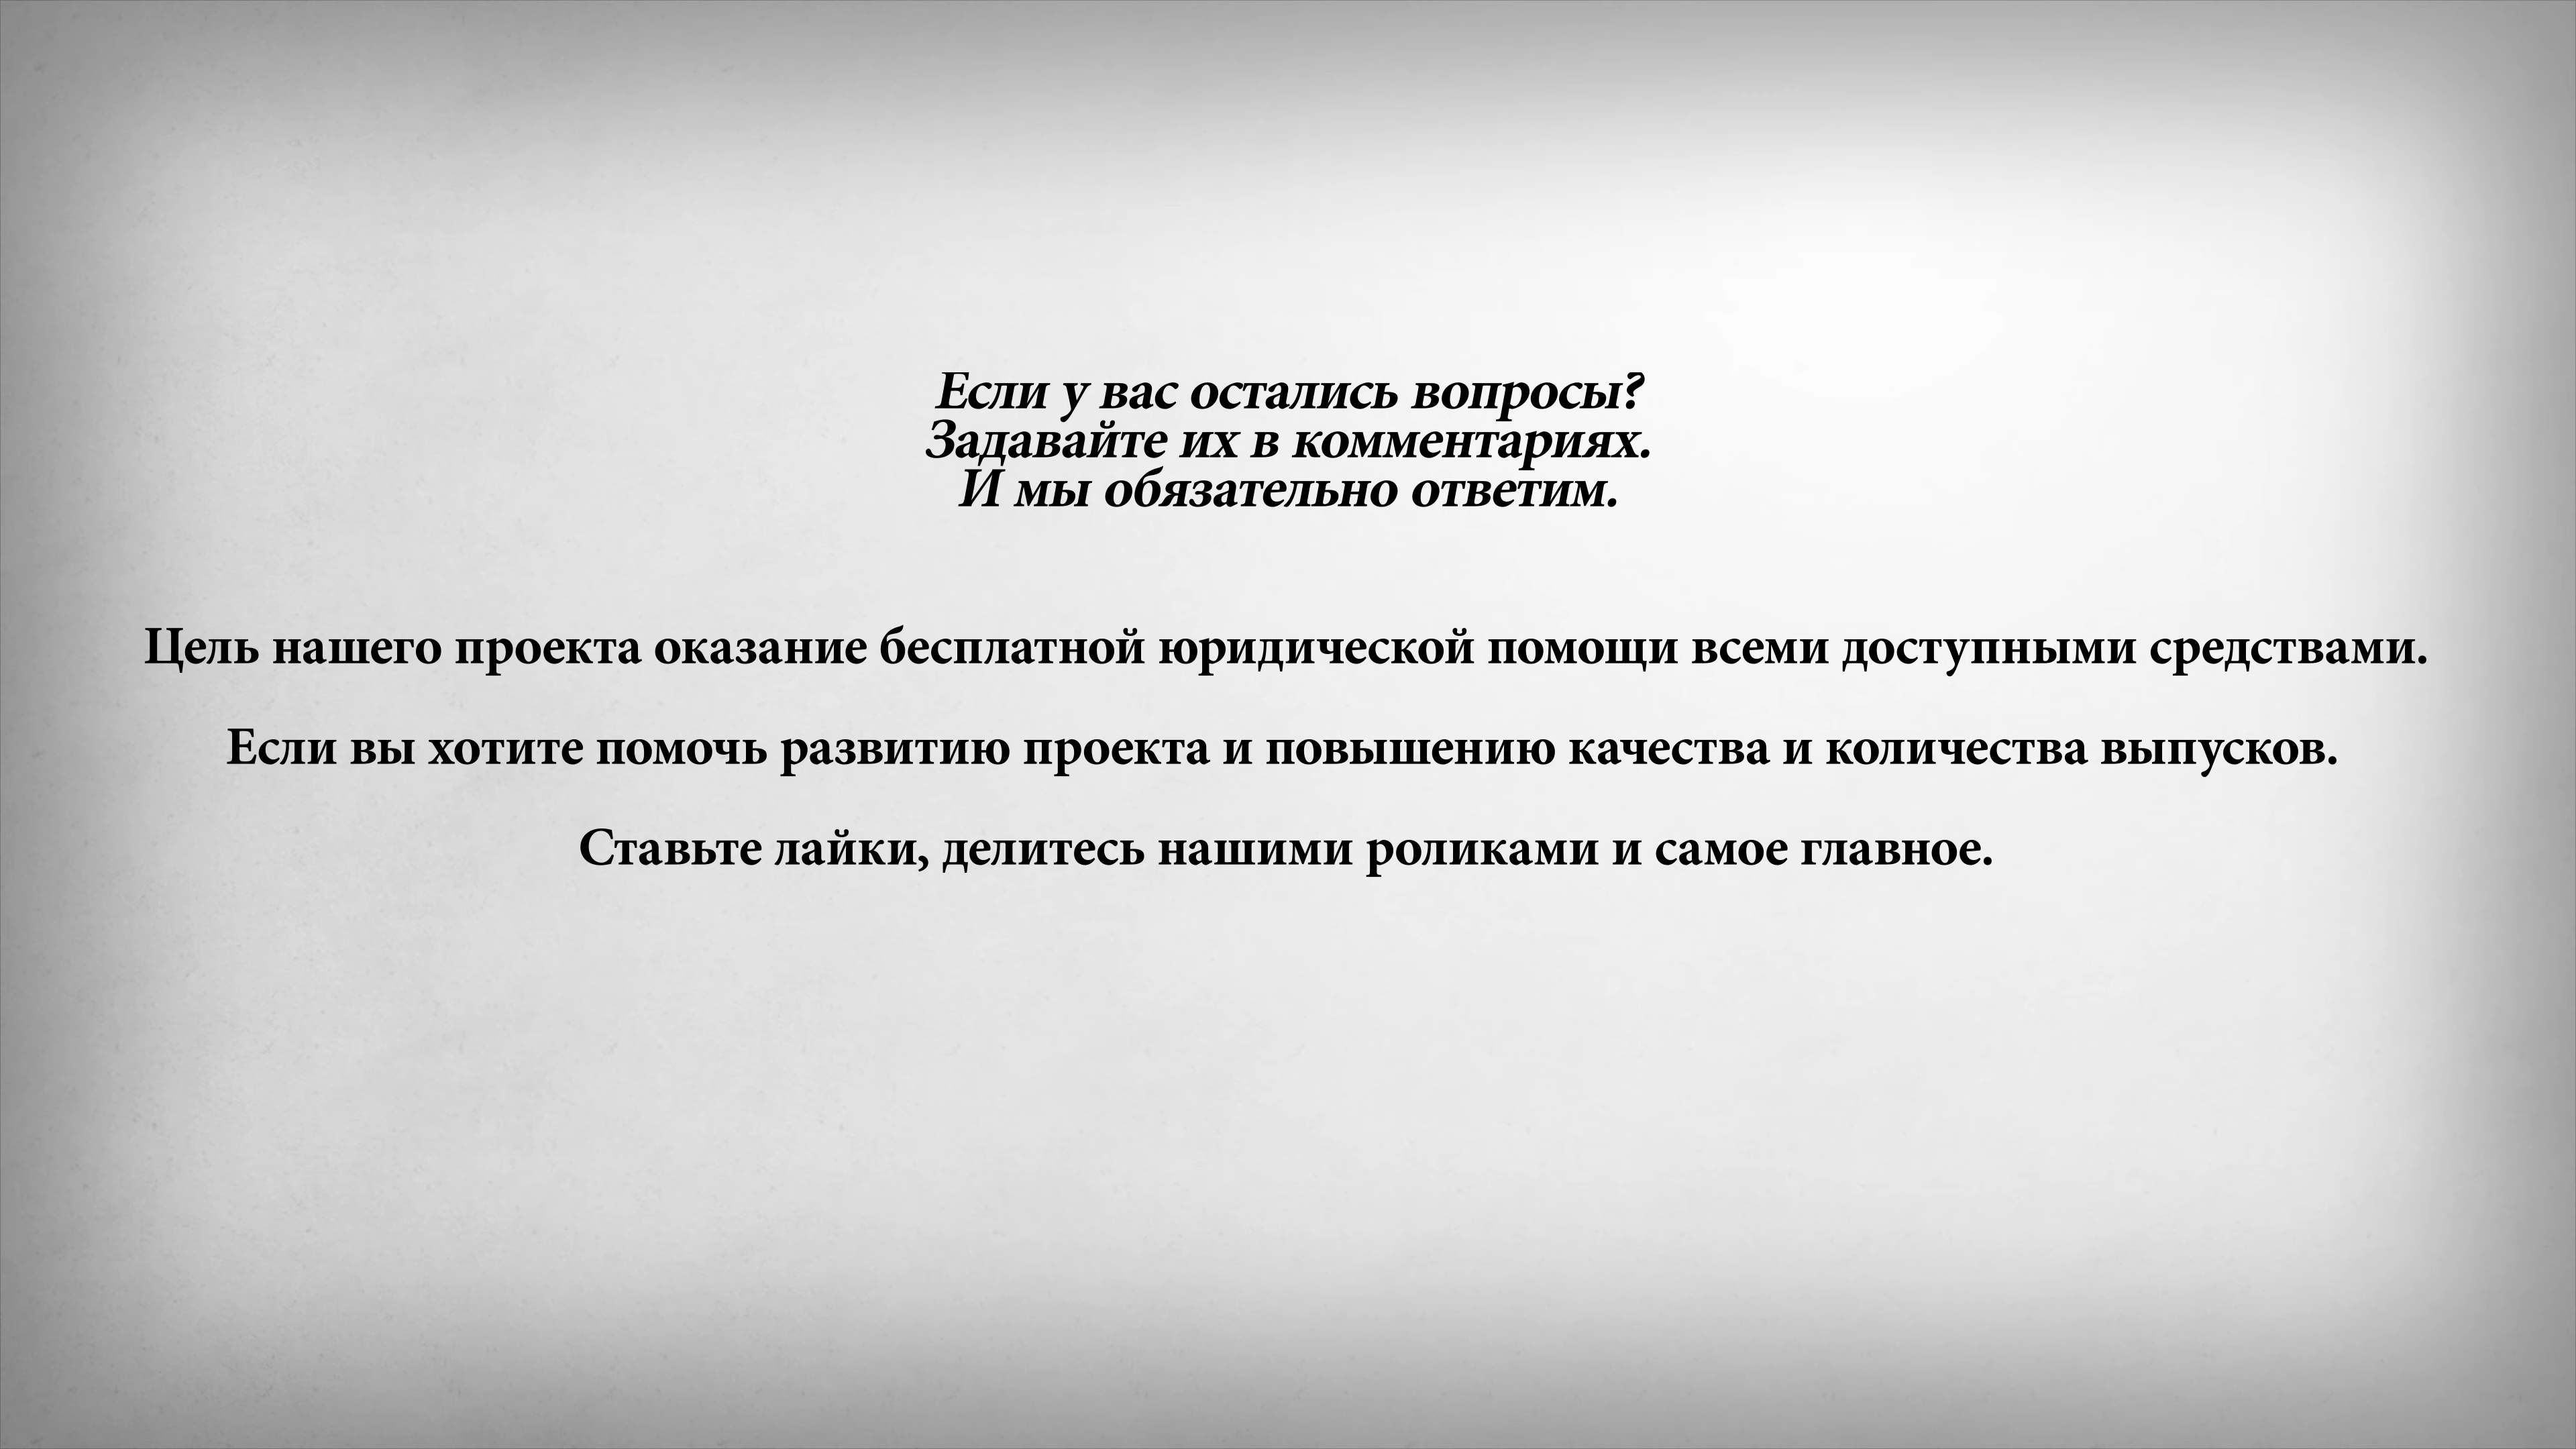 Если у вас остались вопросы?
Задавайте их в комментариях.
И мы обязательно ответим.
Цель нашего проекта оказание бесплатной юридической помощи всеми доступными средствами.
Если вы хотите помочь развитию проекта и повышению качества и количества выпусков.
Ставьте лайки, делитесь нашими роликами и самое главное.